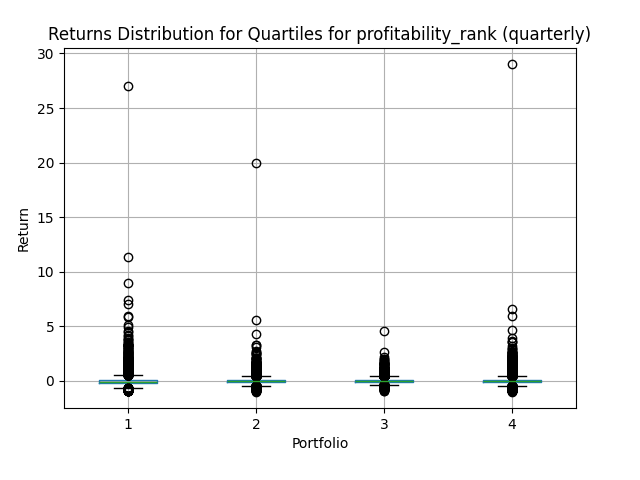 Returns Distribution for Quartiles for profitability_rank (quarterly)
30
25
20
15
10
5
0
Return
1 2 3 4
Portfolio